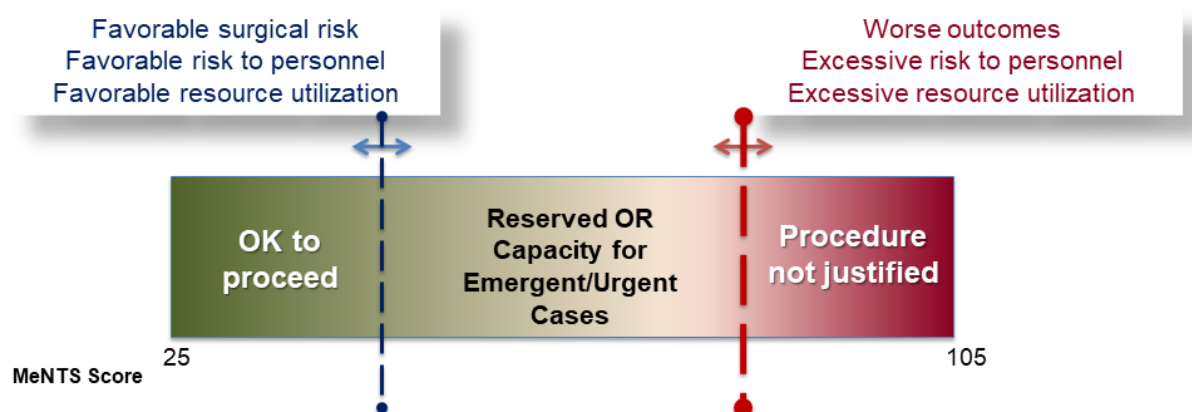 Favorable surgical risk
Favorable risk to personnel
Favorable resource utilization
Worse outcomes
Excessive risk to personnel
Excessive resource utilization
OK to
proceed
Reserved OR
Capacity for
Emergent/Urgent
Cases
Procedure
not justified
25
105
MeNTS Score